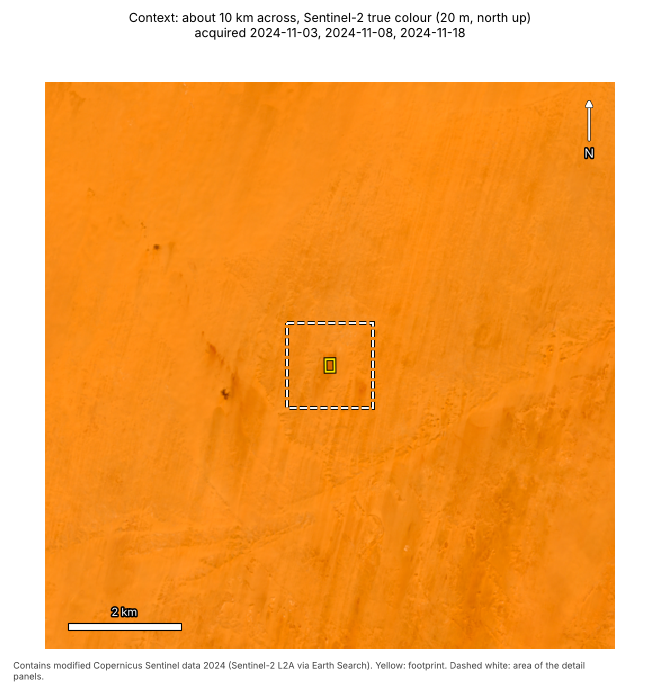 Context: about 10 km across, Sentinel-2 true colour (20 m, north up)
acquired 2024-11-03, 2024-11-08, 2024-11-18
N
2 km
Contains modified Copernicus Sentinel data 2024 (Sentinel-2 L2A via Earth Search). Yellow: footprint. Dashed white: area of the detail
panels.